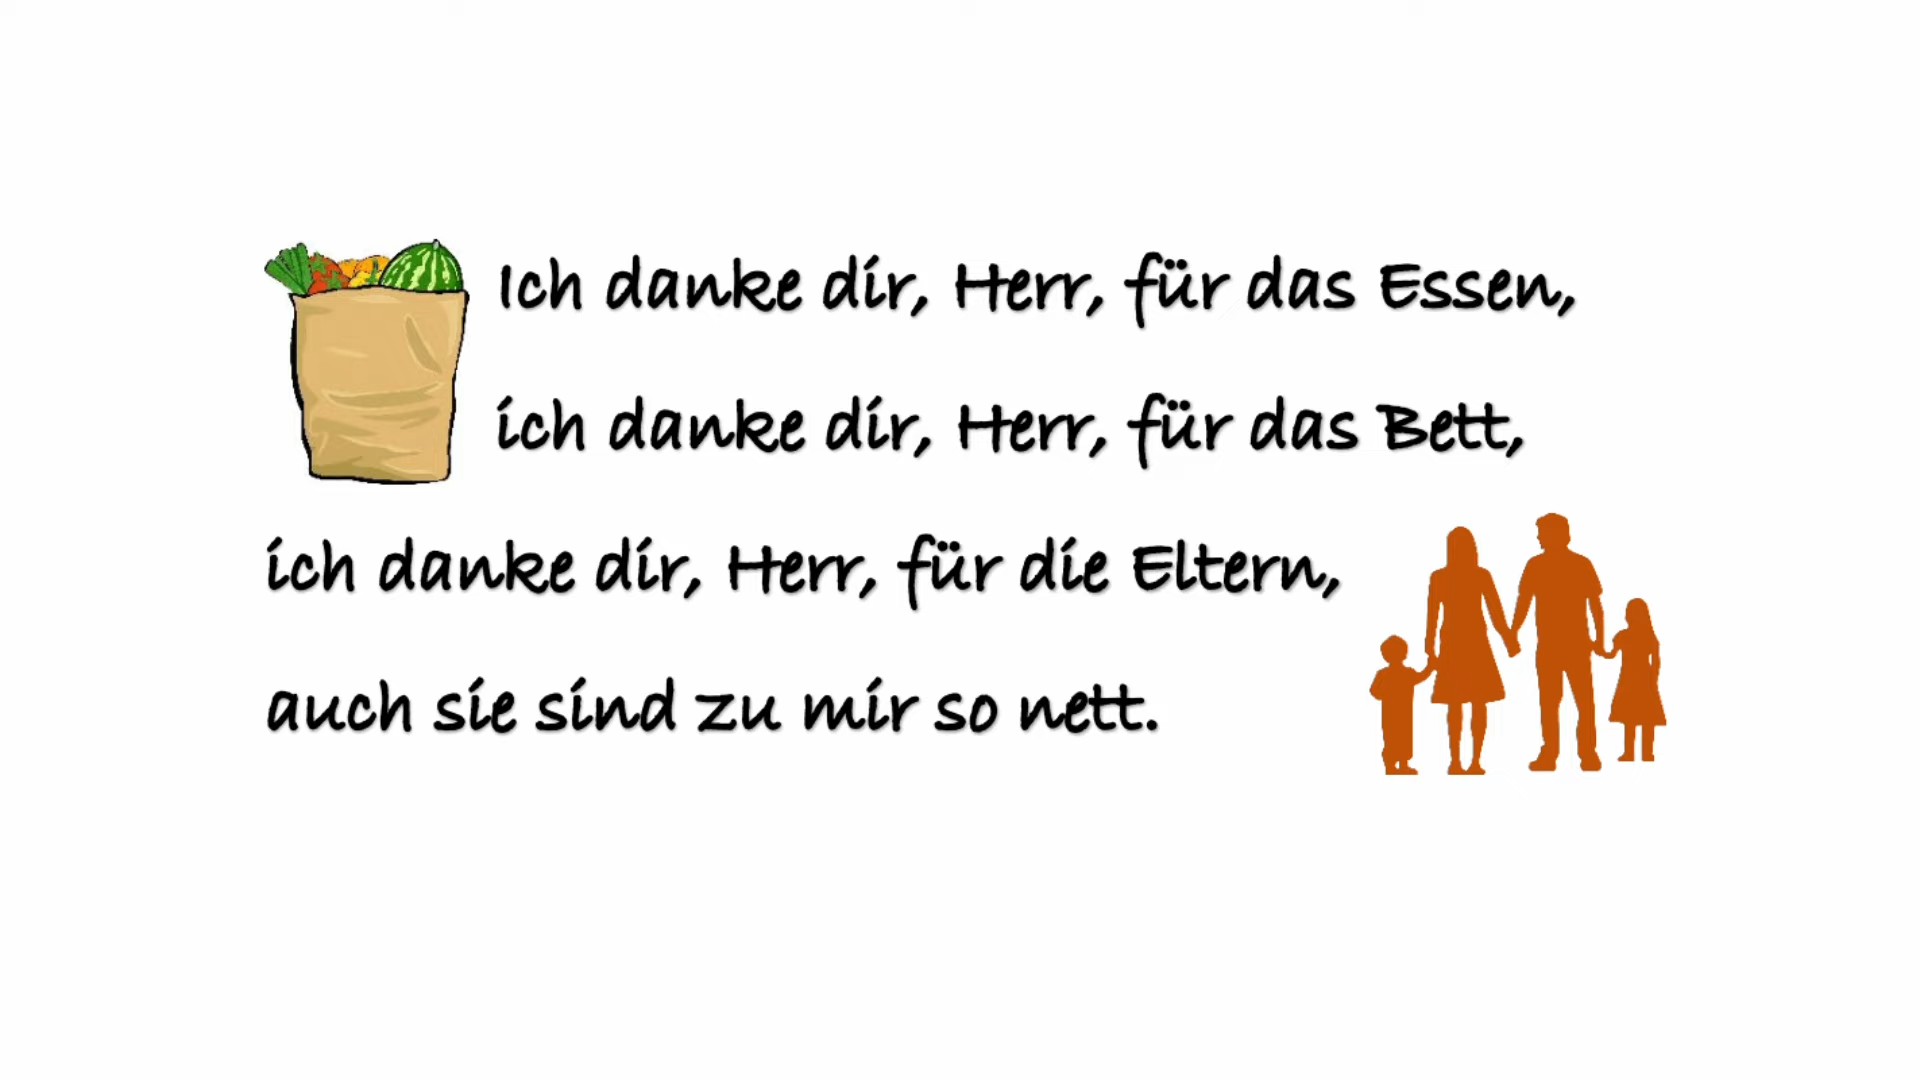 Ich danke dir, Herr, für das Essen,
ich danke dir, Herr, für das Bett,
ich danke dir, Herr, für die Eltern,
auch sie sind zu mir so nett.